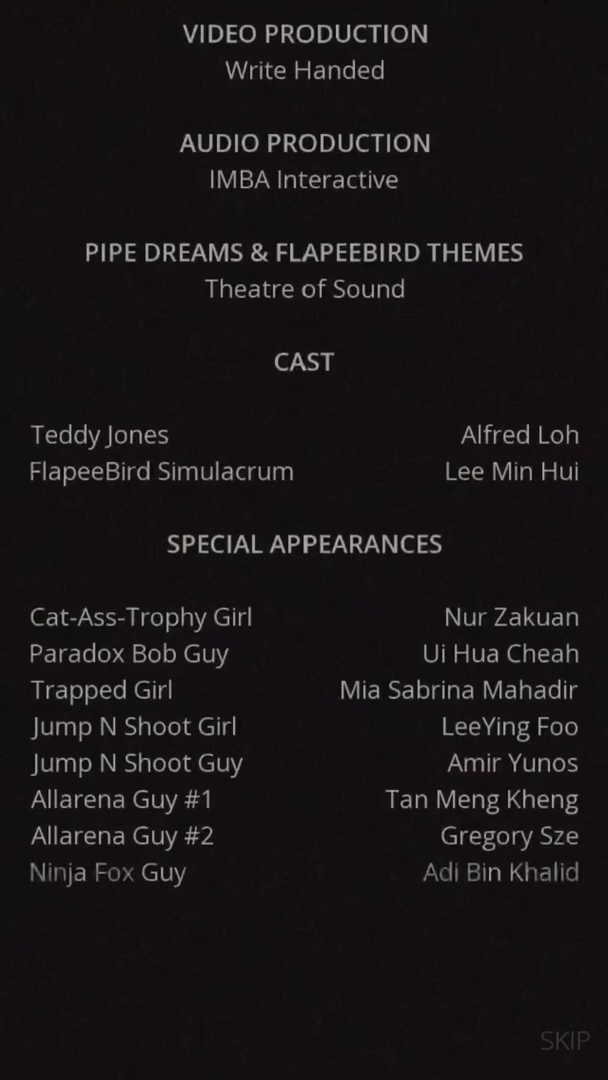 VIDEO PRODUCTION
Write Handed
AUDIO PRODUCTION
IMBA Interactive
PIPE DREAMS & FLAPEEBIRD THEMES
Theatre of Sound
CAST
Teddy Jones Alfred Loh
FlapeeBird Simulacrum Lee Min Hui
SPECIAL APPEARANCES
Cat-Ass-Trophy Girl Nur Zakuan
Paradox Bob Guy Ui Hua Cheah
Trapped Girl Mia Sabrina Mahadir
Jump N Shoot Girl LeeYing Foo
Jump N Shoot Guy Amir Yunos
Allarena Guy #1 Tan Meng Kheng
Allarena Guy #2 Gregory Sze
Ninja Fox Guy Adi Bin Khalid
SKIP